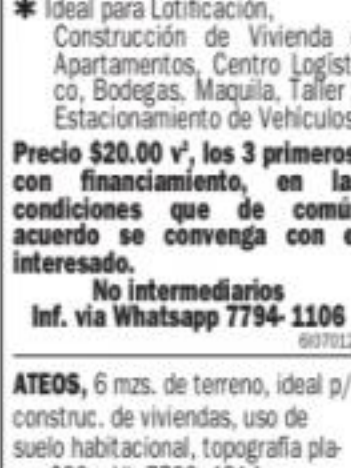 * Ideal para Lotificación,
Construcción de Vivienda
Apartamentos, Centro Logíst
co, Bodegas, Maquila, Taller
Estacionamiento de Vehículos
Precio $20.00 v², los 3 primeros
con financiamiento, en la
condiciones que de comú
acuerdo se convenga con e
interesado.
No intermediarios
Inf. via Whatsapp 7794-1106
ATEOS, 6 mzs. de terreno, ideal p/
construc. de viviendas, uso de
suelo habitacional, topografía pla-